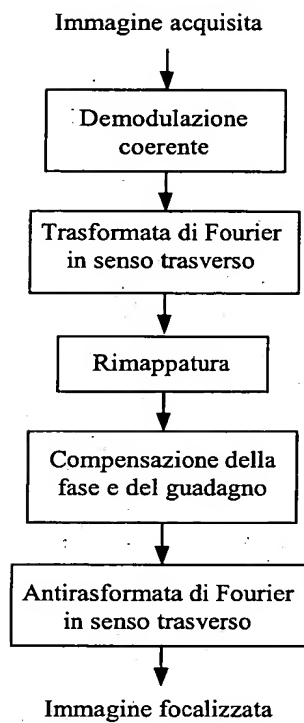 Immagine acquisita
Demodulazione
coerente
Trasformata di Fourier
in senso trasverso
Rimappatura
Compensazione della
fase e del guadagno
Antirasformata di Fourier
in senso trasverso
Immagine focalizzata